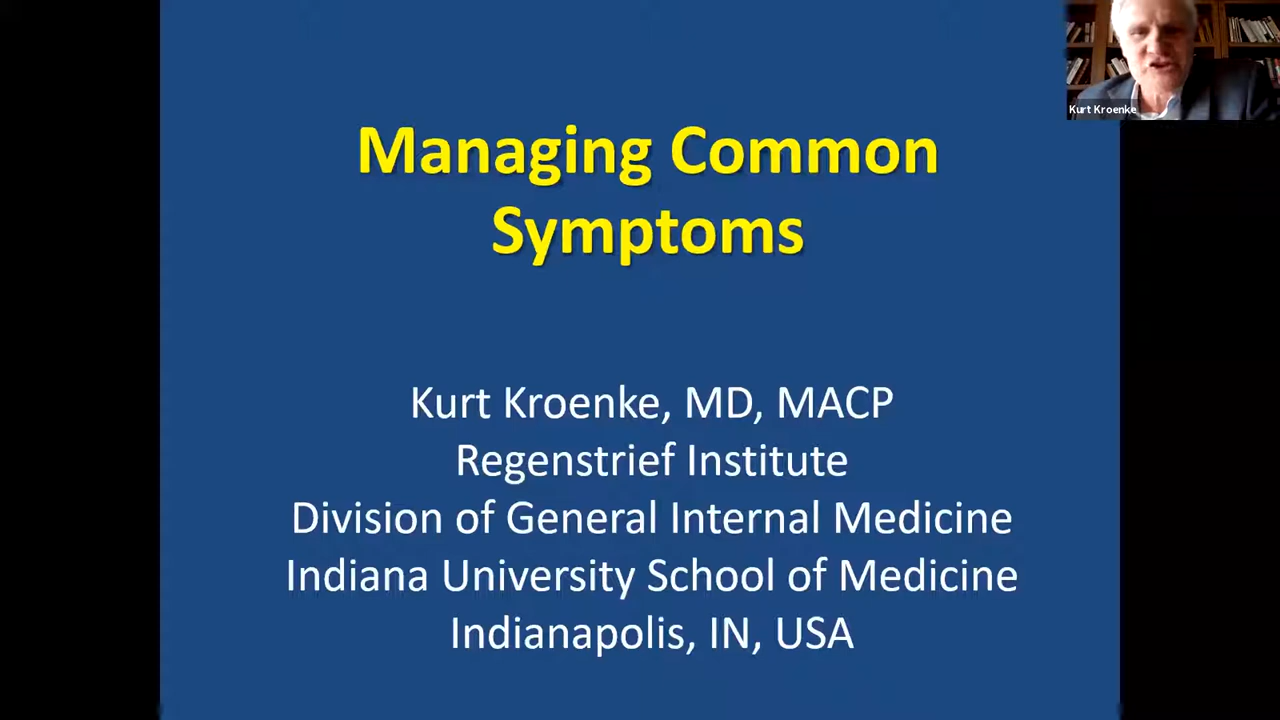 Managing Common
Symptoms
Kurt Kroenke, MD, MACP
Regenstrief Institute
Division of General Internal Medicine
Indiana University School of Medicine
Indianapolis, IN, USA
Kurt Kroenke